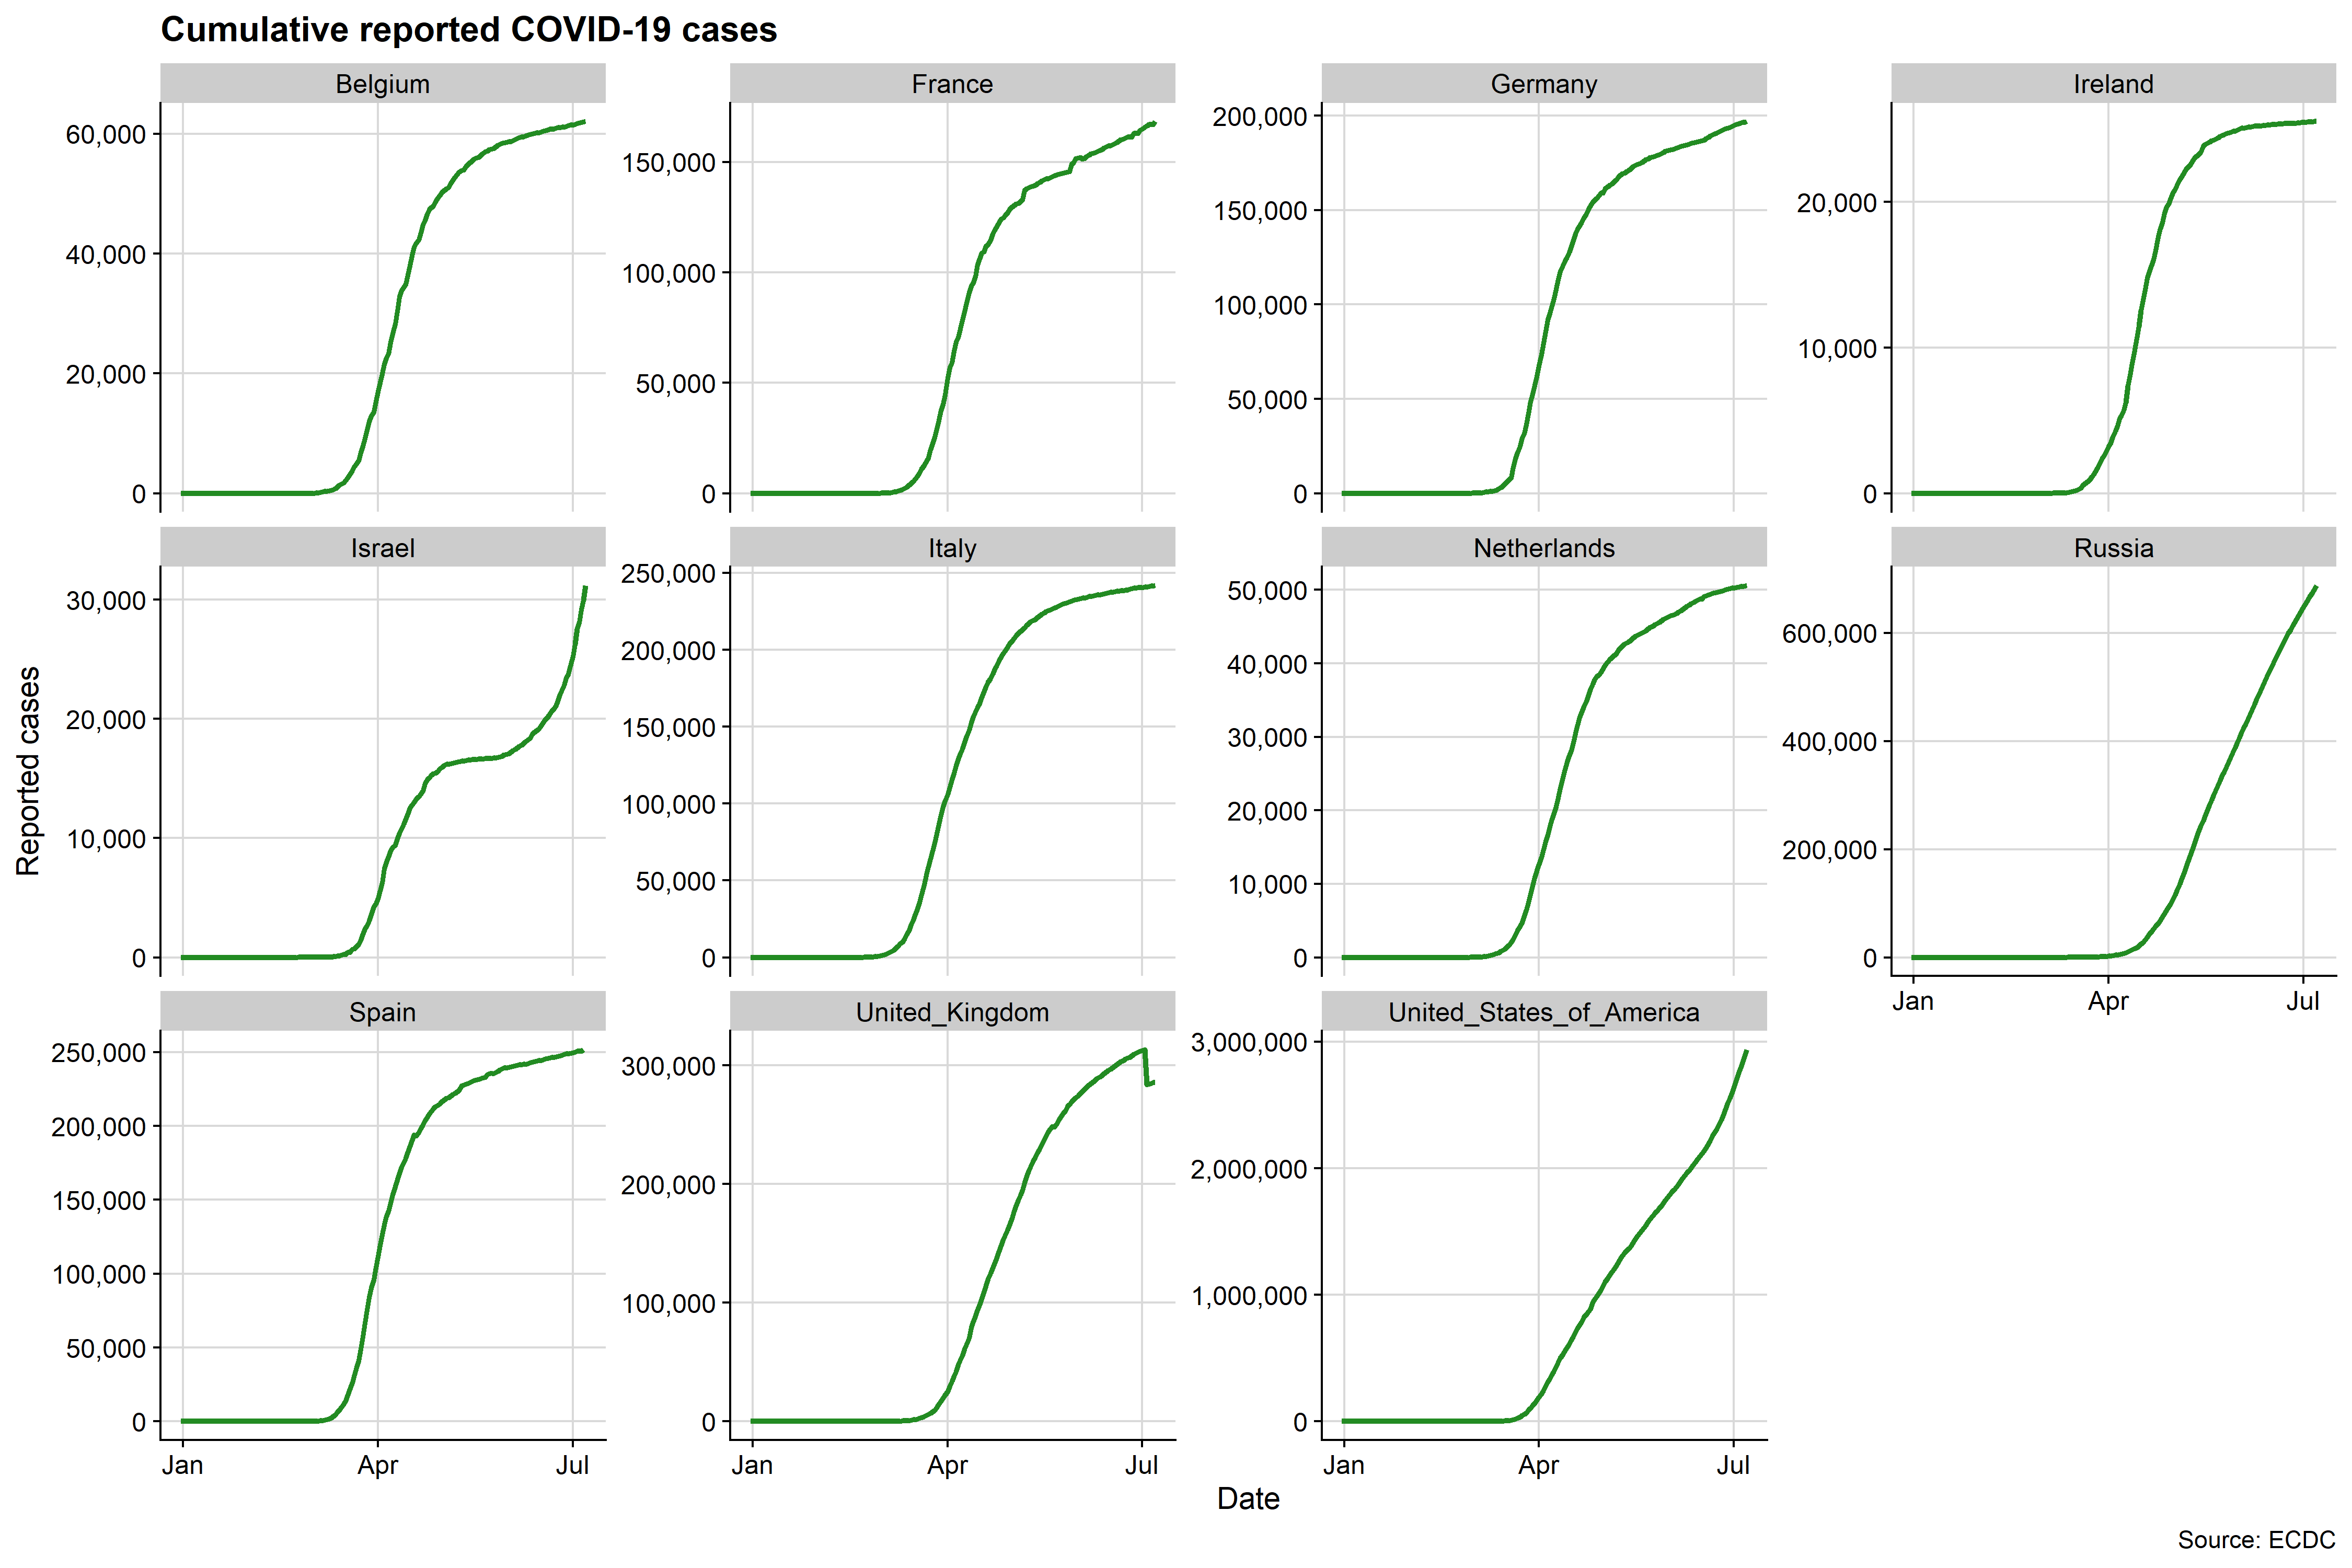 Cumulative reported COVID-19 cases
Belgium
France
Germany
Ireland
60,000
40,000
20,000
0
150,000
100,000
50,000
0
200,000
150,000
100,000
50,000
0
20,000
10,000
0
Israel
Italy
Netherlands
Russia
30,000
20,000
10,000
0
250,000
200,000
150,000
100,000
50,000
0
50,000
40,000
30,000
20,000
10,000
0
600,000
400,000
200,000
0
Jan Apr Jul
Reported cases
Spain
United_Kingdom
United_States_of_America
250,000
200,000
150,000
100,000
50,000
0
300,000
200,000
100,000
0
3,000,000
2,000,000
1,000,000
0
Jan Apr Jul
Jan Apr Jul
Jan Apr Jul
Date
Source: ECDC